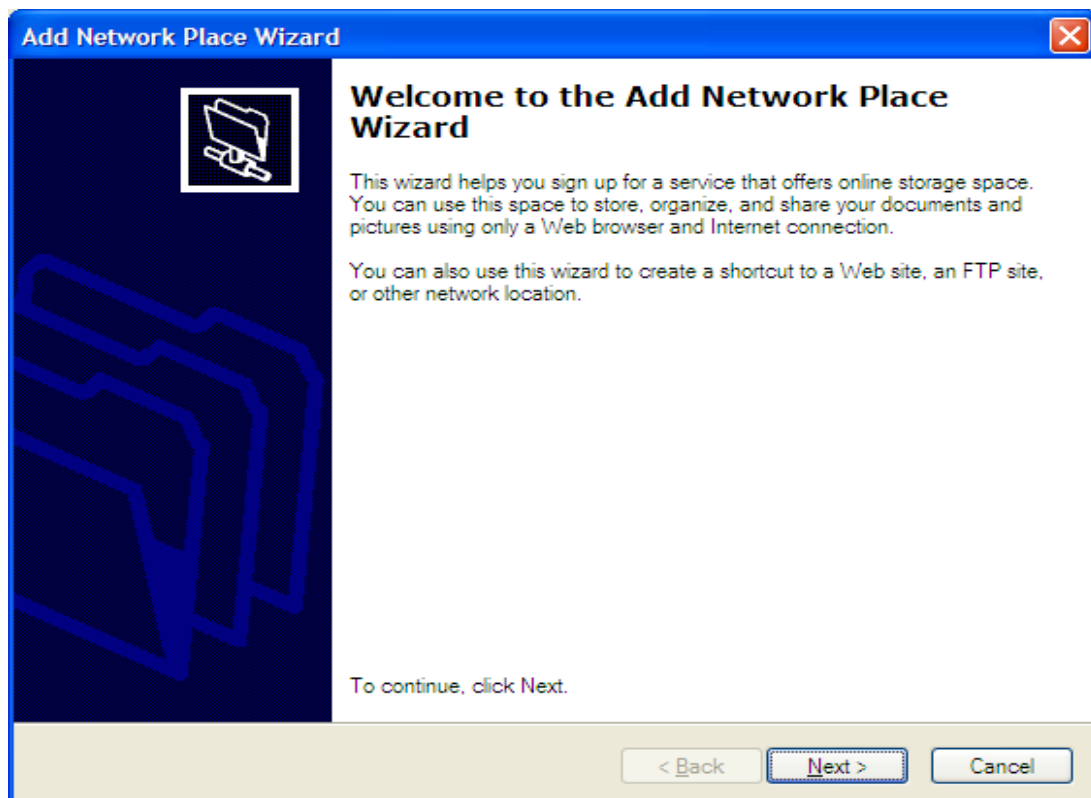 Add Network Place Wizard
Welcome to the Add Network Place
Wizard
This wizard helps you sign up for a service that offers online storage space.
You can use this space to store, organize, and share your documents and
pictures using only a Web browser and Internet connection.
You can also use this wizard to create a shortcut to a Web site, an FTP site,
or other network location.
To continue, click Next.
< Back Next > Cancel